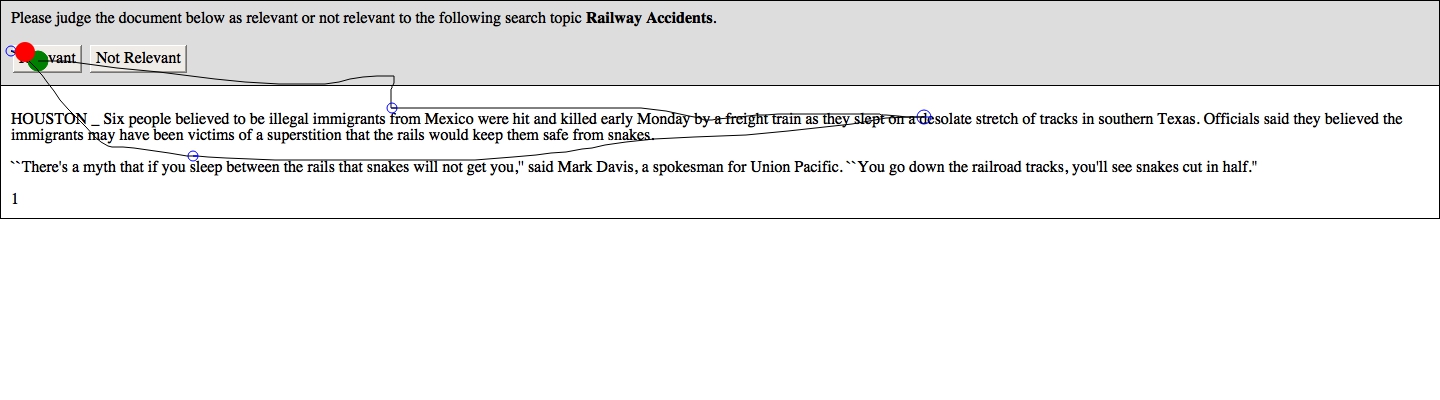 Please judge the document below as relevant or not relevant to the following search topic Railway Accidents.
Not Relevant
HOUSTON _ Six people believed to be illegal immigrants from Mexico were hit and killed early Monday by a freight train as they slept on a desolate stretch of tracks in southern Texas. Officials said they believed the
immigrants may have been victims of a superstition that the rails would keep them safe from snakes.
``There's a myth that if you sleep between the rails that snakes will not get you,'' said Mark Davis, a spokesman for Union Pacific. ``You go down the railroad tracks, you'll see snakes cut in half.''
1